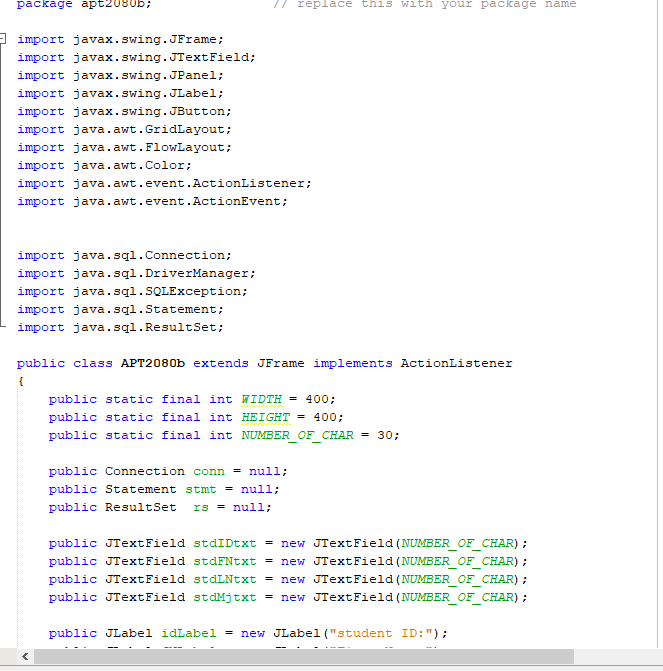 package apt2080b; // replace this with your package name
import javax.swing.JFrame;
import javax.swing.JTextField;
import javax.swing.JPanel;
import javax.swing.JLabel;
import javax.swing.JButton;
import java.awt.GridLayout;
import java.awt.FlowLayout;
import java.awt.Color;
import java.awt.event.ActionListener;
import java.awt.event.ActionEvent;
import java.sql.Connection;
import java.sql.DriverManager;
import java.sql.SQLException;
import java.sql.Statement;
import java.sql.ResultSet;
public class APT2080b extends JFrame implements ActionListener
{
public static final int WIDTH = 400;
public static final int HEIGHT = 400;
public static final int NUMBER_OF_CHAR = 30;
public Connection conn = null;
public Statement stmt = null;
public ResultSet rs = null;
public JTextField stdIDtxt = new JTextField(NUMBER_OF_CHAR);
public JTextField stdFNtxt = new JTextField(NUMBER_OF_CHAR);
public JTextField stdLNtxt = new JTextField(NUMBER_OF_CHAR);
public JTextField stdMjtxt = new JTextField(NUMBER_OF_CHAR);
public JLabel idLabel = new JLabel("student ID:");